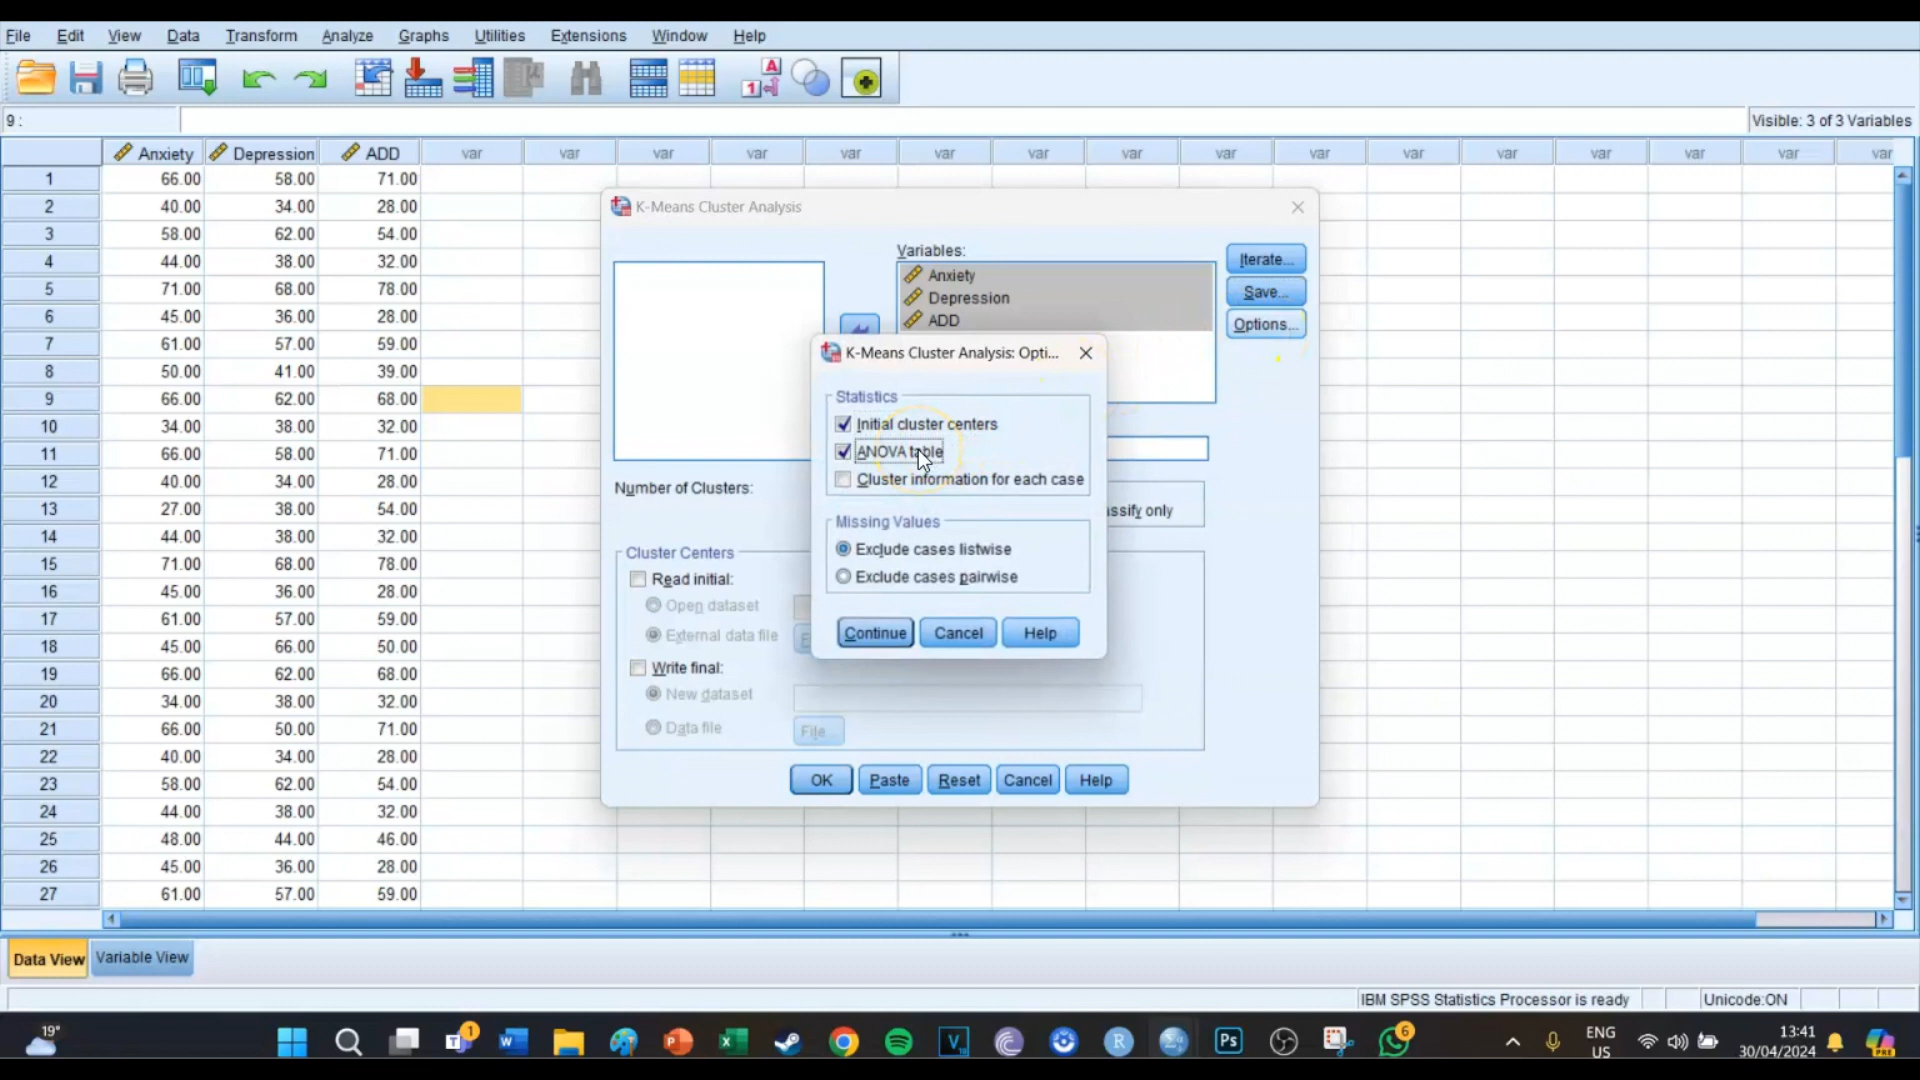 File Edit View Data Transform Analyze Graphs Utilities Extensions Window Help
9 :
Visible: 3 of 3 Variables
Anxiety Depression ADD var var var var var var var var var var var var var var var var
1 66.00 58.00 71.00
2 40.00 34.00 28.00
3 58.00 62.00 54.00
4 44.00 38.00 32.00
5 71.00 68.00 78.00
6 45.00 36.00 28.00
7 61.00 57.00 59.00
8 50.00 41.00 39.00
9 66.00 62.00 68.00
10 34.00 38.00 32.00
11 66.00 58.00 71.00
12 40.00 34.00 28.00
13 27.00 38.00 54.00
14 44.00 38.00 32.00
15 71.00 68.00 78.00
16 45.00 36.00 28.00
17 61.00 57.00 59.00
18 45.00 66.00 50.00
19 66.00 62.00 68.00
20 34.00 38.00 32.00
21 66.00 50.00 71.00
22 40.00 34.00 28.00
23 58.00 62.00 54.00
24 44.00 38.00 32.00
25 48.00 44.00 46.00
26 45.00 36.00 28.00
27 61.00 57.00 59.00
K-Means Cluster Analysis
Variables:
Anxiety
Depression
ADD
Iterate...
Save...
Options...
Number of Clusters:
assify only
Cluster Centers
Read initial:
Open dataset
External data file
Write final:
New dataset
Data file
File...
OK Paste Reset Cancel Help
K-Means Cluster Analysis: Opti...
Statistics
Initial cluster centers
ANOVA table
Cluster information for each case
Missing Values
Exclude cases listwise
Exclude cases pairwise
Continue Cancel Help
Data View Variable View
IBM SPSS Statistics Processor is ready
Unicode:ON
19°
1
6
ENG
US
13:41
30/04/2024